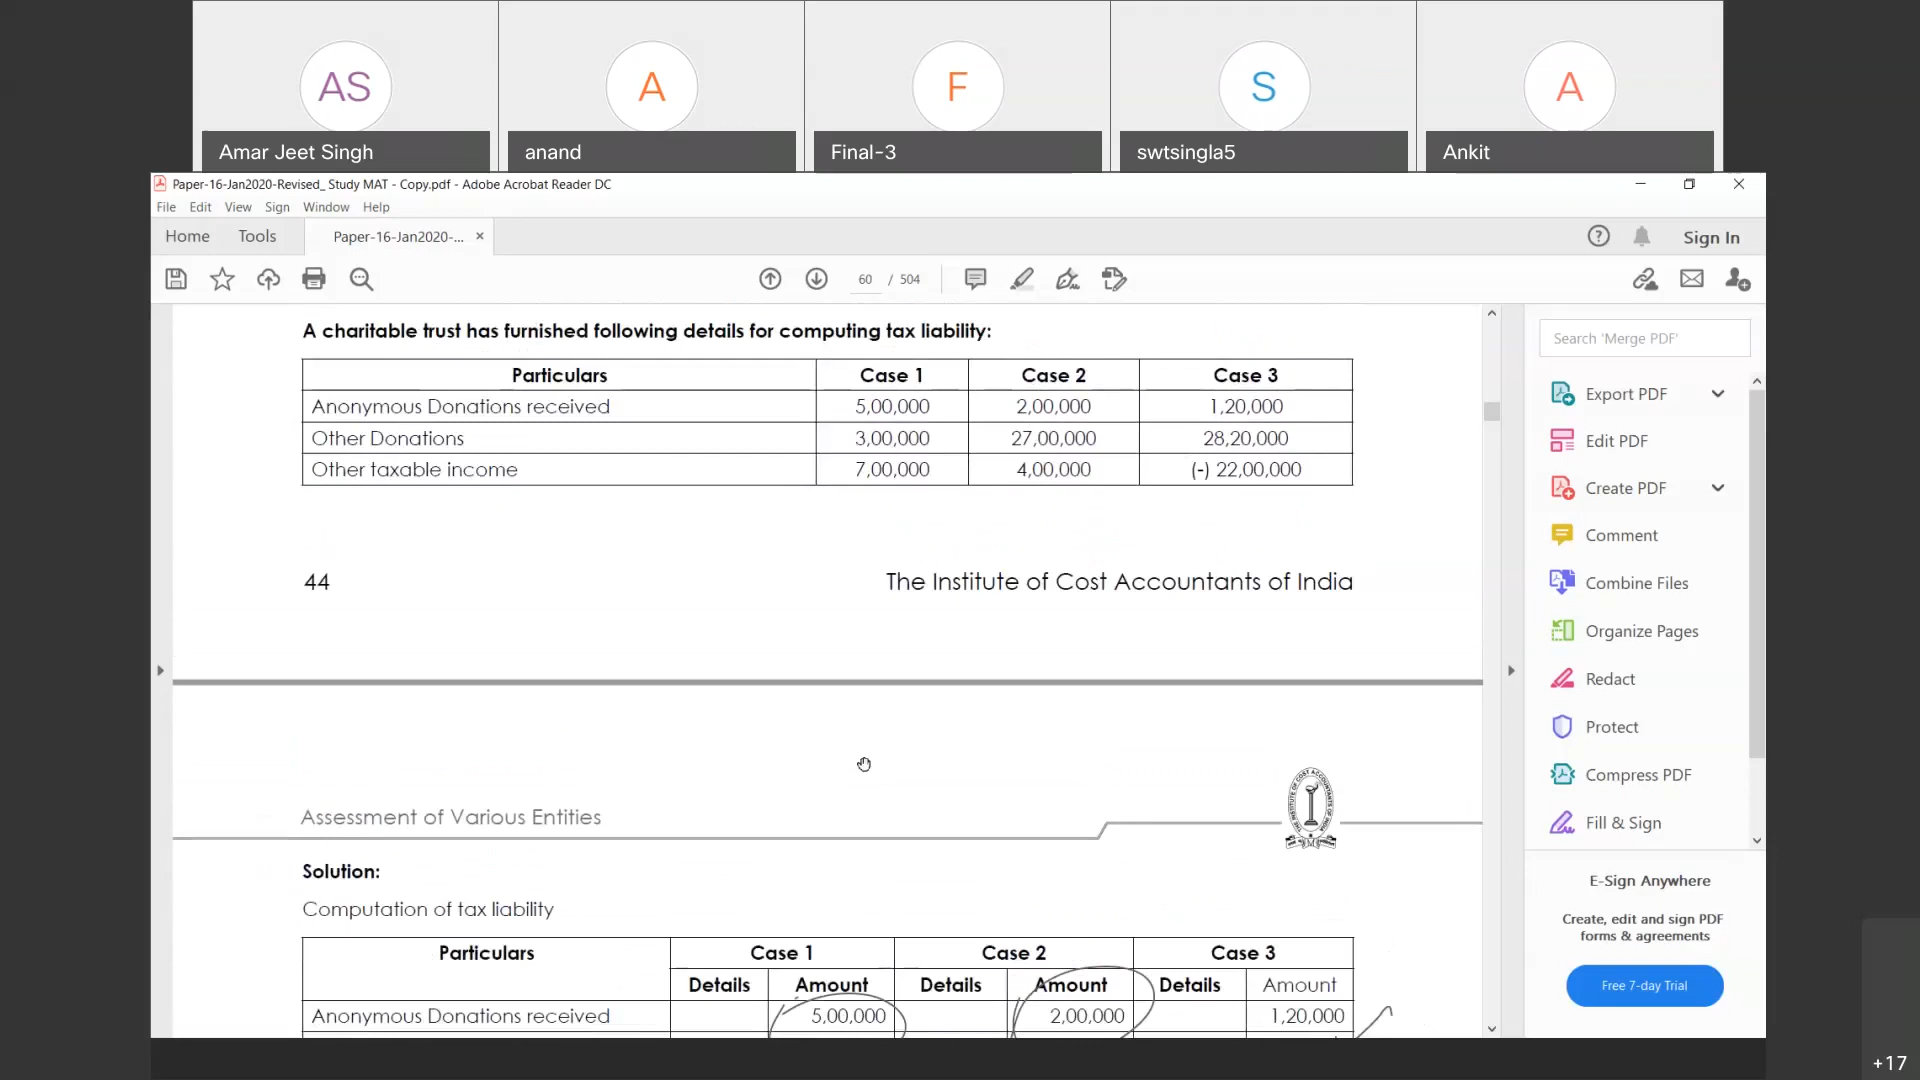 AS A F S A
Amar Jeet Singh anand Final-3 swtsingla5 Ankit
Paper-16-Jan2020-Revised_ Study MAT - Copy.pdf - Adobe Acrobat Reader DC
File Edit View Sign Window Help
Home Tools Paper-16-Jan2020-... × Sign In
60 / 504
A charitable trust has furnished following details for computing tax liability:
Particulars Case 1 Case 2 Case 3
Anonymous Donations received 5,00,000 2,00,000 1,20,000
Other Donations 3,00,000 27,00,000 28,20,000
Other taxable income 7,00,000 4,00,000 (-) 22,00,000
44 The Institute of Cost Accountants of India
Assessment of Various Entities
Solution:
Computation of tax liability
Particulars Case 1 Case 2 Case 3
Details Amount Details Amount Details Amount
Anonymous Donations received 5,00,000 2,00,000 1,20,000
Search 'Merge PDF'
Export PDF
Edit PDF
Create PDF
Comment
Combine Files
Organize Pages
Redact
Protect
Compress PDF
Fill & Sign
E-Sign Anywhere
Create, edit and sign PDF
forms & agreements
Free 7-day Trial
+17